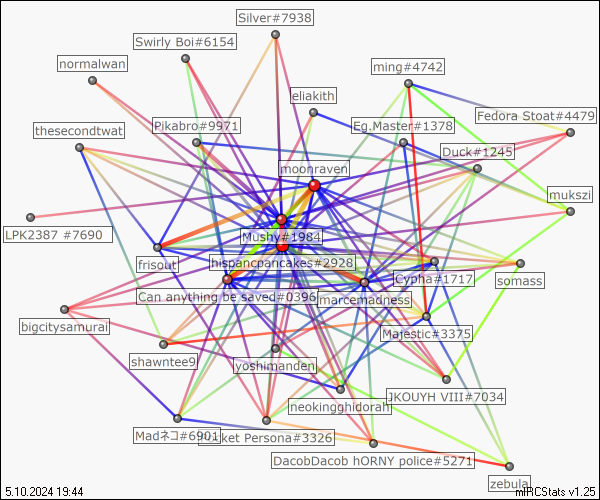 Silver#7938
Swirly Boi#6154
normalwan
ming#4742
eliakith
Fedora Stoat#4479
thesecondtwat
Pikabro#9971
Eg.Master#1378
Duck#1245
moonraven
mukszi
LPK2387 #7690
Mushy#1984
frisout
hispancpancakes#2928
Cypha#1717
somass
Can anything be saved#0396
marcemadness
bigcitysamurai
Majestic#3375
shawntee9
yoshimanden
JKOUYH VIII#7034
neokingghidorah
Madネコ#6901
cket Persona#3326
DacobDacob hORNY police#5271
zebula
5.10.2024 19:44
mIRCStats v1.25